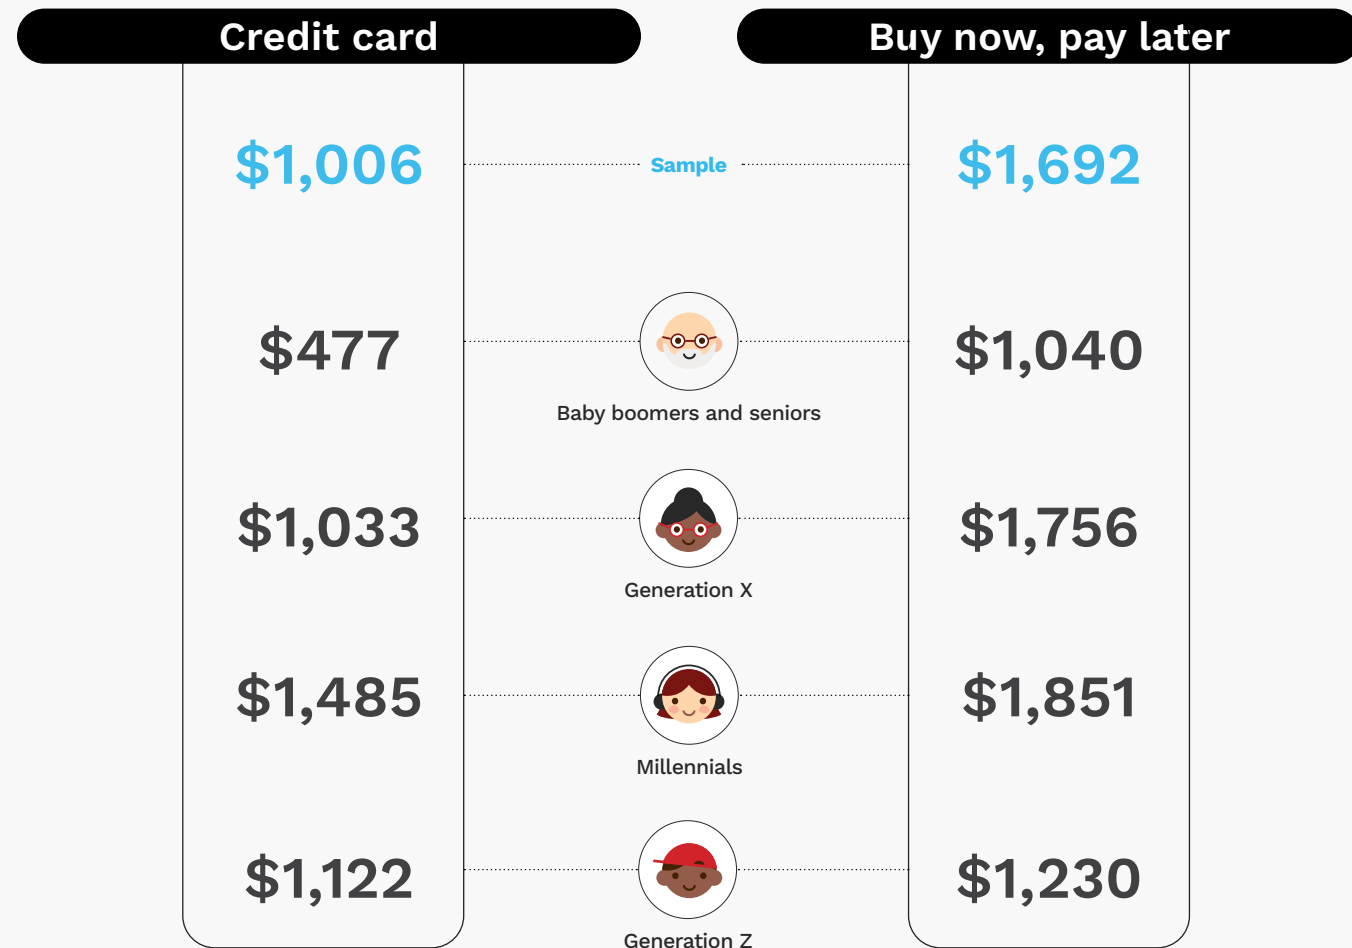 Credit card Buy now, pay later
$1,006 Sample $1,692
$477 $1,040
Baby boomers and seniors
$1,033 $1,756
Generation X
$1,485 $1,851
Millennials
$1,122 $1,230
Generation Z